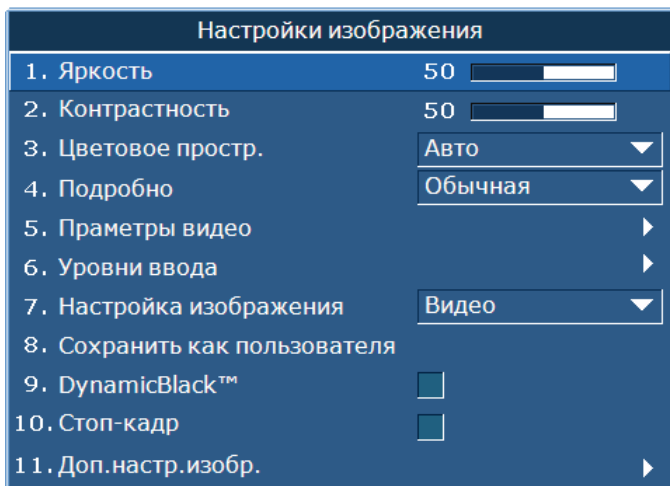 Настройки изображения
1. Яркость 50
2. Контрастность 50
3. Цветовое простр. Авто
4. Подробно Обычная
5. Праметры видео
6. Уровни ввода
7. Настройка изображения Видео
8. Сохранить как пользователя
9. DynamicBlack™
10. Стоп-кадр
11. Доп.настр.изобр.